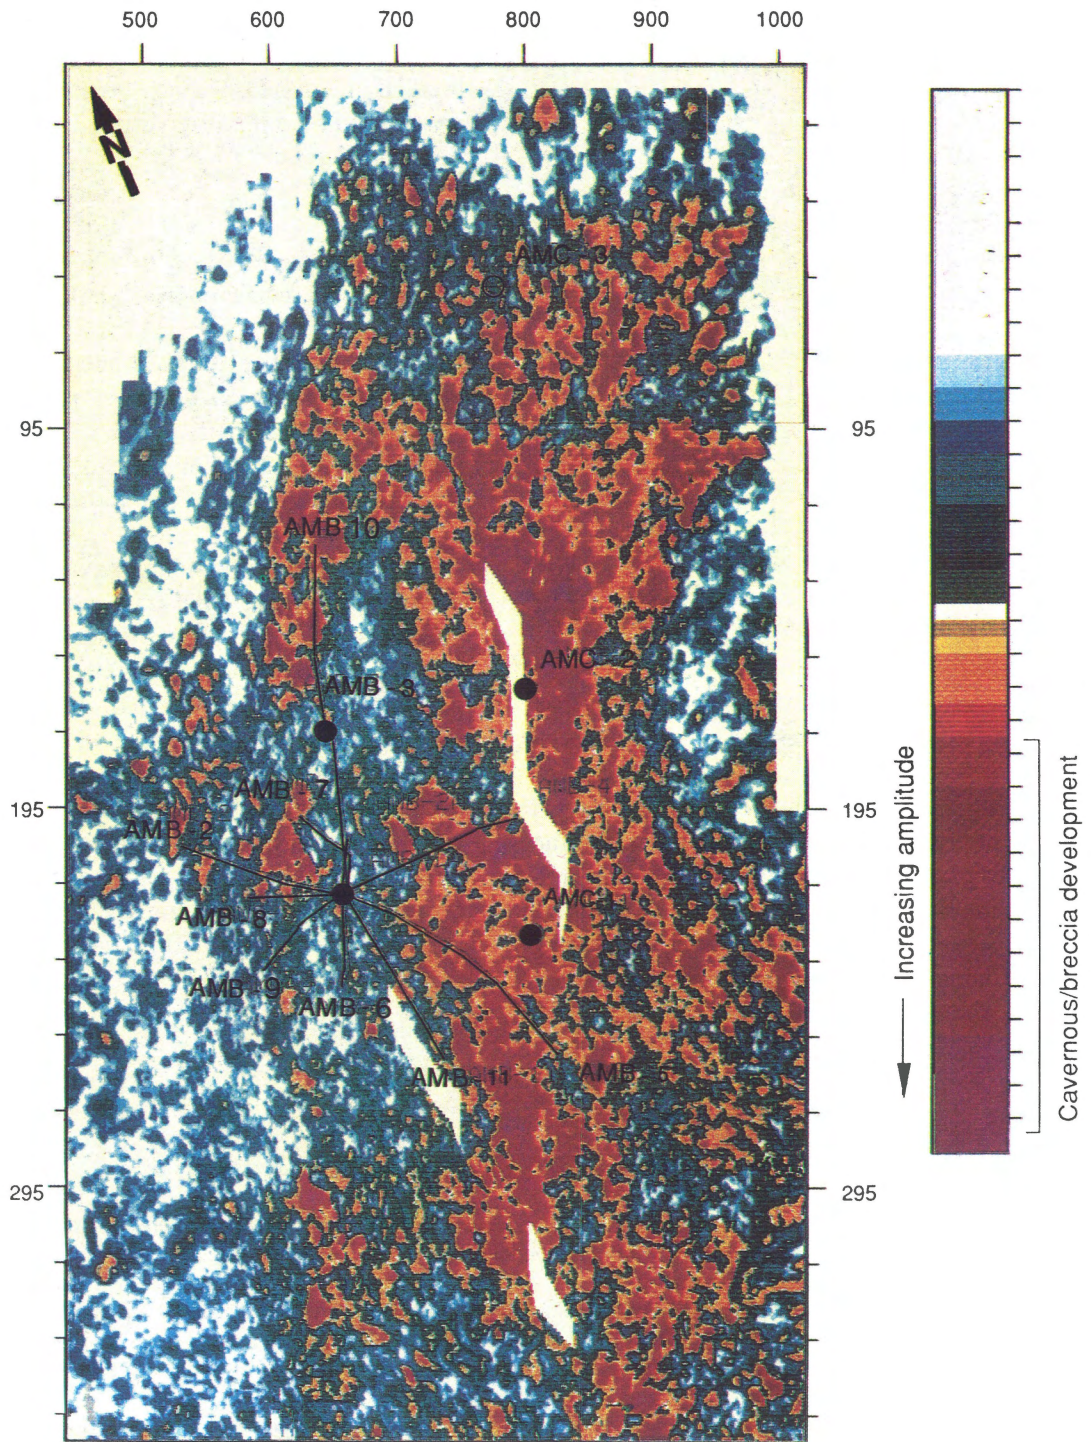 500 600 700 800 900 1000
N
AMC - 3
95 95
AMB 10
AMC - 2
AMB - 3
AMB - 7
195 195
AMB - 2
AMB - 8
AMC - 1
AMB - 9
AMB - 6
AMB - 11
AMB - 5
295 295
Increasing amplitude
Cavernous/breccia development